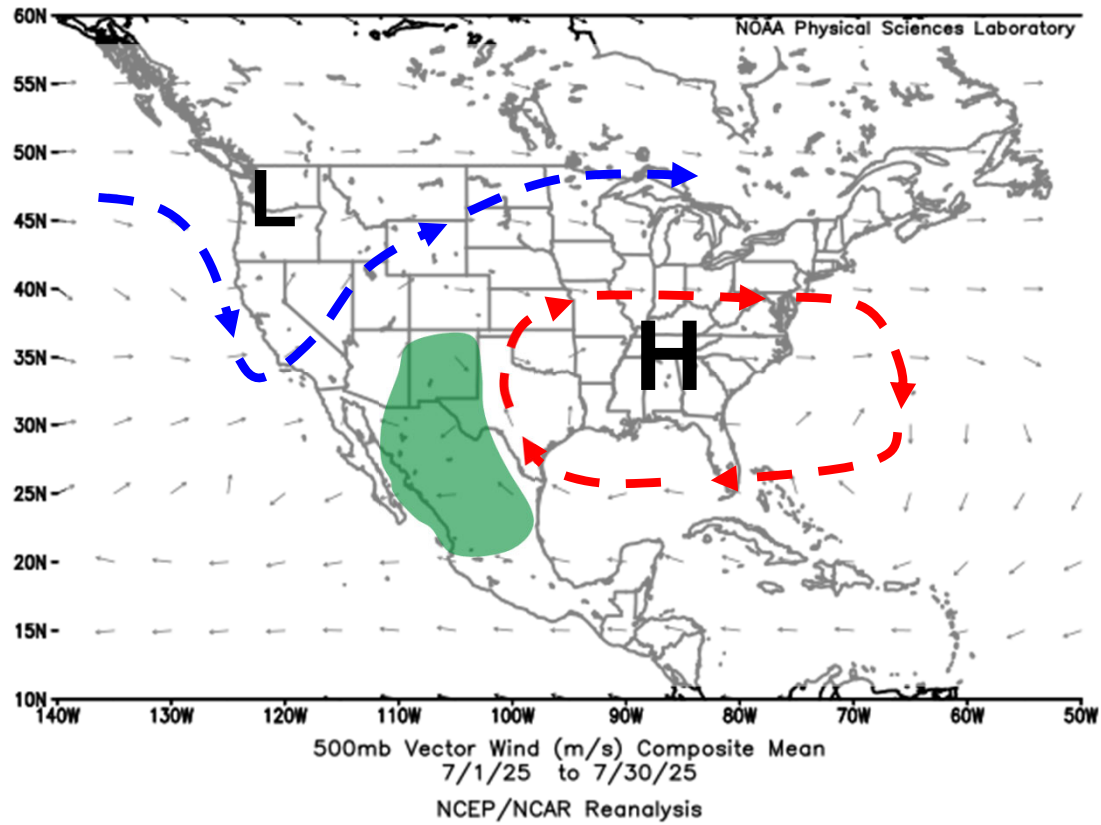 60N
NOAA Physical Sciences Laboratory
55N
50N
L
45N
40N
H
35N
30N
25N
20N
15N
10N
140W 130W 120W 110W 100W 90W 80W 70W 60W 50W
500mb Vector Wind (m/s) Composite Mean
7/1/25 to 7/30/25
NCEP/NCAR Reanalysis